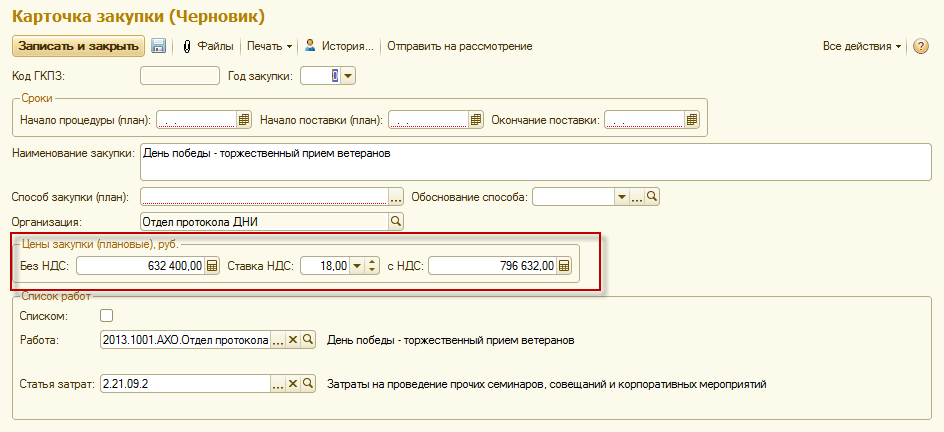 Карточка закупки (Черновик)
Записать и закрыть Файлы Печать История... Отправить на рассмотрение Все действия ?
Код ГКПЗ: Год закупки: 0
Сроки
Начало процедуры (план): . . Начало поставки (план): . . Окончание поставки: . .
Наименование закупки: День победы - торжественный прием ветеранов
Способ закупки (план): ... Обоснование способа: ...
Организация: Отдел протокола ДНИ
Цены закупки (плановые), руб.
Без НДС: 632 400,00 Ставка НДС: 18,00 с НДС: 796 632,00
Список работ
Списком:
Работа: 2013.1001.АХО.Отдел протокола ... День победы - торжественный прием ветеранов
Статья затрат: 2.21.09.2 ... Затраты на проведение прочих семинаров, совещаний и корпоративных мероприятий